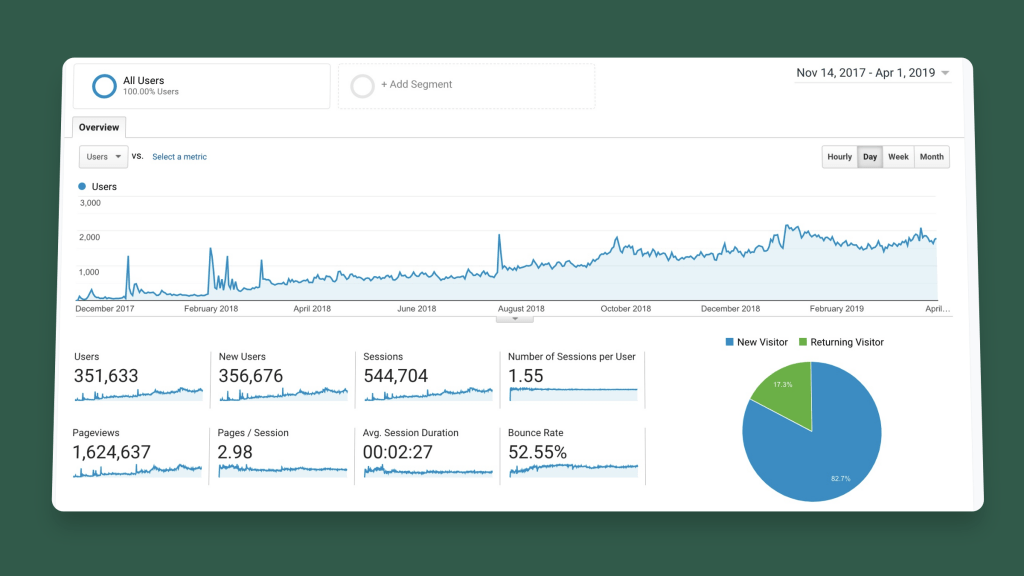 All Users
100.00% Users
+ Add Segment
Nov 14, 2017 - Apr 1, 2019
Overview
Users
VS.
Select a metric
Hourly
Day
Week
Month
Users
3,000
2,000
1,000
December 2017
February 2018
April 2018
June 2018
August 2018
October 2018
December 2018
February 2019
April...
Users
351,633
New Users
356,676
Sessions
544,704
Number of Sessions per User
1.55
Pageviews
1,624,637
Pages / Session
2.98
Avg. Session Duration
00:02:27
Bounce Rate
52.55%
New Visitor
Returning Visitor
17.3%
82.7%